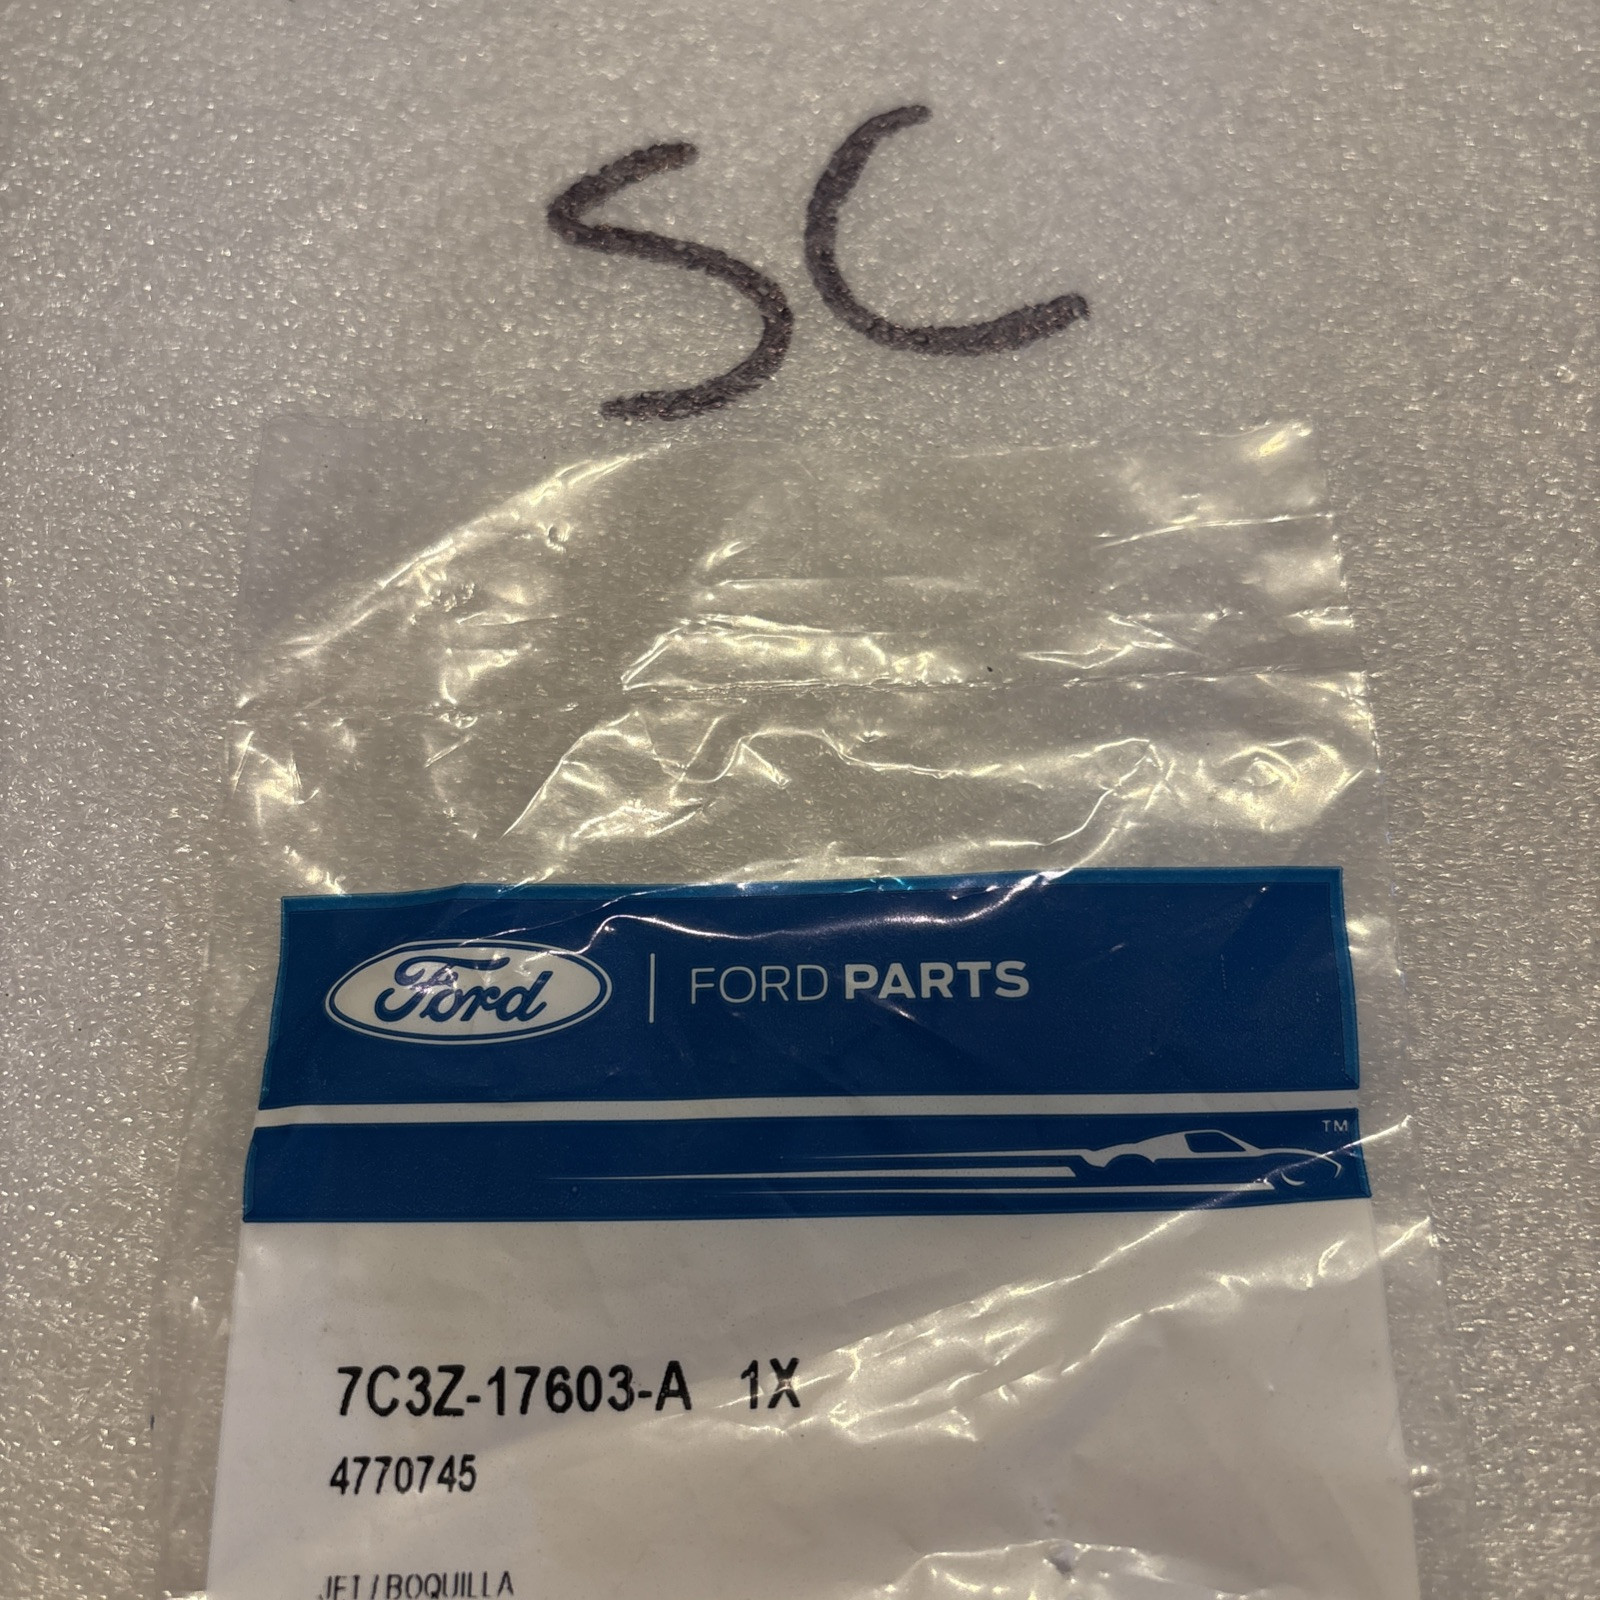 SC
Ford | FORD PARTS
TM
7C3Z-17603-A 1X
4770745
JET / BOQUILLA